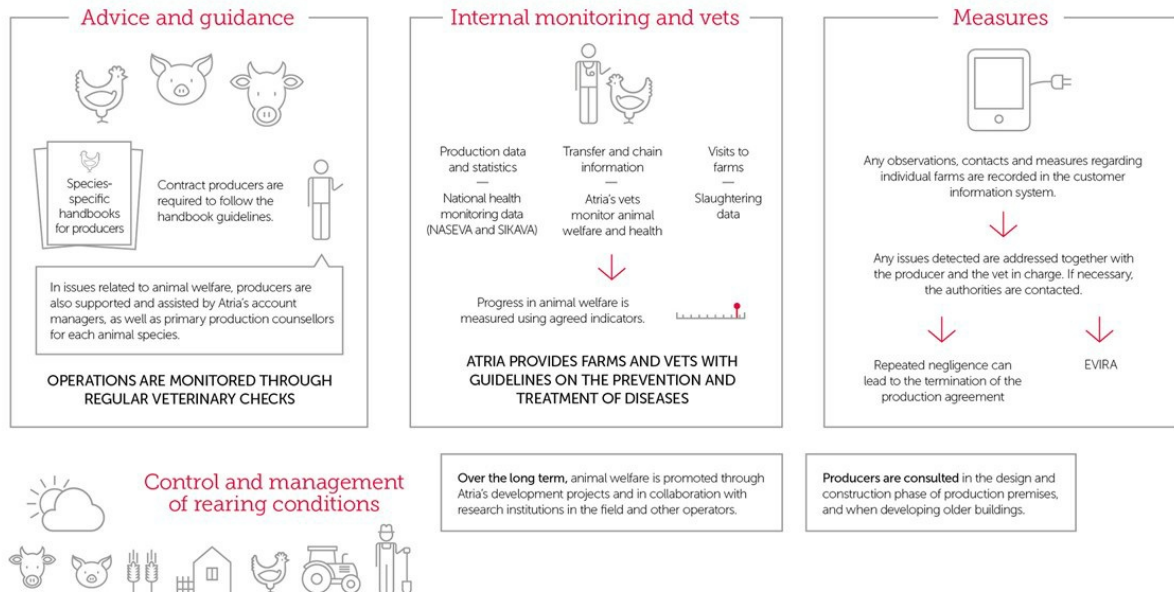 Advice and guidance
Species-
specific
handbooks
for producers
Contract producers are
required to follow the
handbook guidelines.
In issues related to animal welfare, producers are
also supported and assisted by Atria's account
managers, as well as primary production counsellors
for each animal species.
OPERATIONS ARE MONITORED THROUGH
REGULAR VETERINARY CHECKS
Internal monitoring and vets
Production data
and statistics
—
National health
monitoring data
(NASEVA and SIKAVA)
Transfer and chain
information
—
Atria's vets
monitor animal
welfare and health
Visits to
farms
—
Slaughtering
data
Progress in animal welfare is
measured using agreed indicators.
ATRIA PROVIDES FARMS AND VETS WITH
GUIDELINES ON THE PREVENTION AND
TREATMENT OF DISEASES
Measures
Any observations, contacts and measures regarding
individual farms are recorded in the customer
information system.
Any issues detected are addressed together with
the producer and the vet in charge. If necessary,
the authorities are contacted.
Repeated negligence can
lead to the termination of the
production agreement
EVIRA
Control and management
of rearing conditions
Over the long term, animal welfare is promoted through
Atria's development projects and in collaboration with
research institutions in the field and other operators.
Producers are consulted in the design and
construction phase of production premises,
and when developing older buildings.